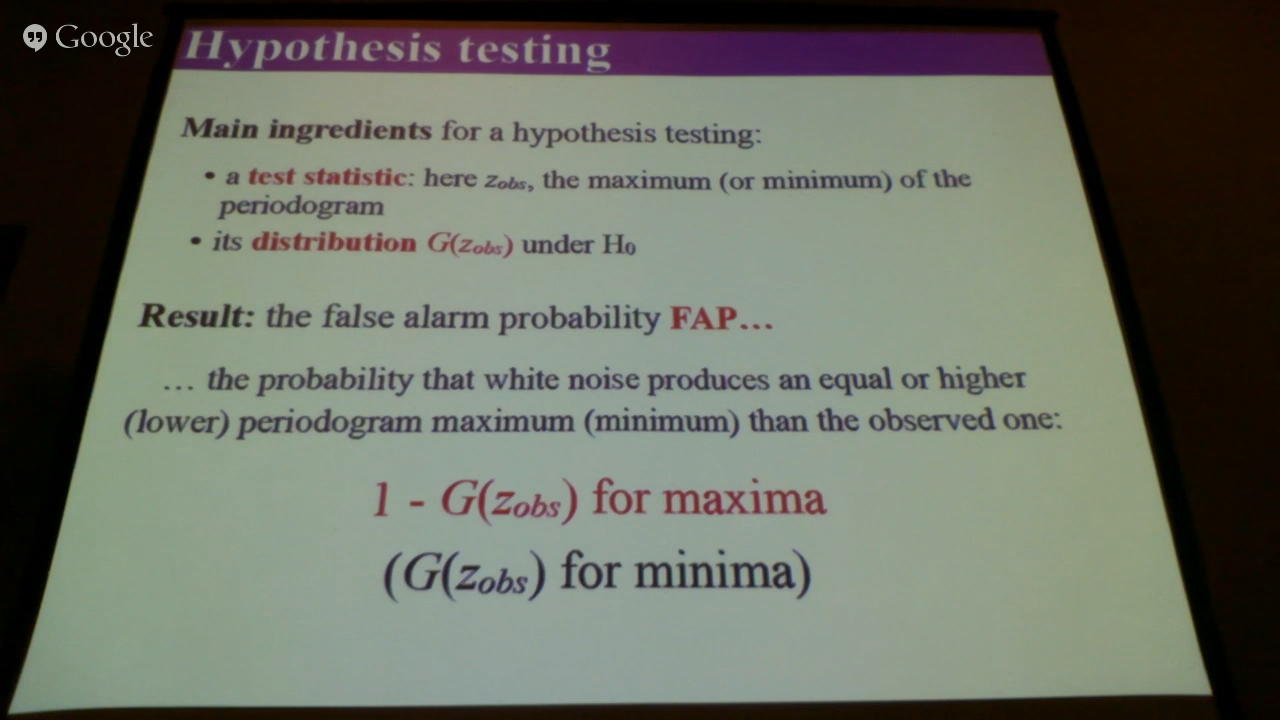 Google
Hypothesis testing
Main ingredients for a hypothesis testing:
• a test statistic: here zobs, the maximum (or minimum) of the
periodogram
• its distribution G(zobs) under H0
Result: the false alarm probability FAP...
... the probability that white noise produces an equal or higher
(lower) periodogram maximum (minimum) than the observed one:
1 - G(zobs) for maxima
(G(zobs) for minima)